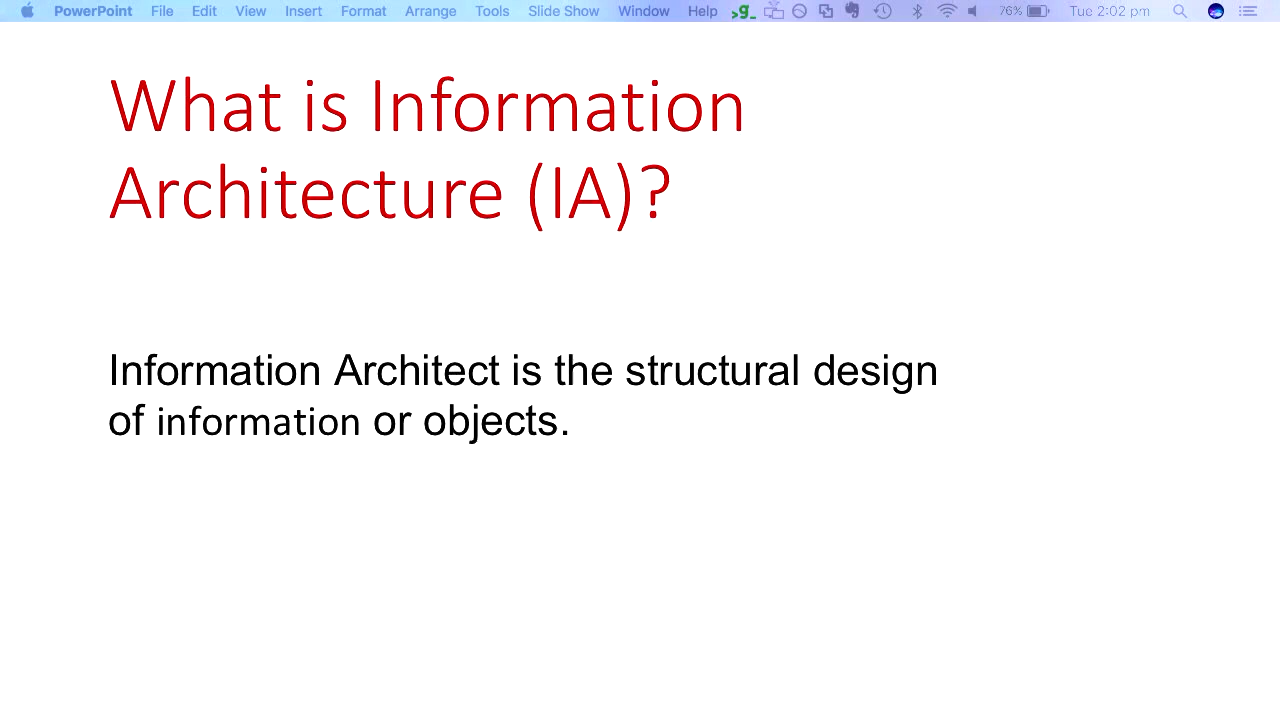 PowerPoint File Edit View Insert Format Arrange Tools Slide Show Window Help >g_ 76% Tue 2:02 pm
What is Information
Architecture (IA)?
Information Architect is the structural design
of information or objects.